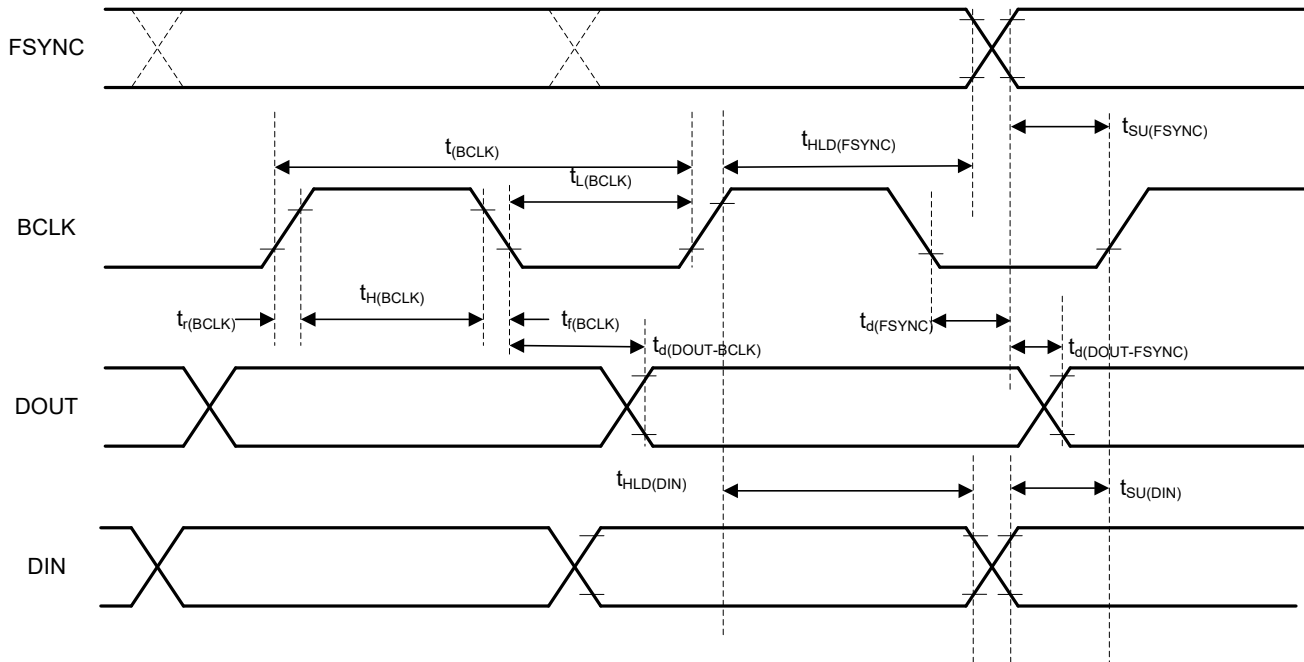 FSYNC
tSU(FSYNC)
tHLD(FSYNC)
t(BCLK)
tL(BCLK)
BCLK
tH(BCLK)
tr(BCLK)
tf(BCLK)
td(FSYNC)
td(DOUT-BCLK)
td(DOUT-FSYNC)
DOUT
tHLD(DIN)
tSU(DIN)
DIN